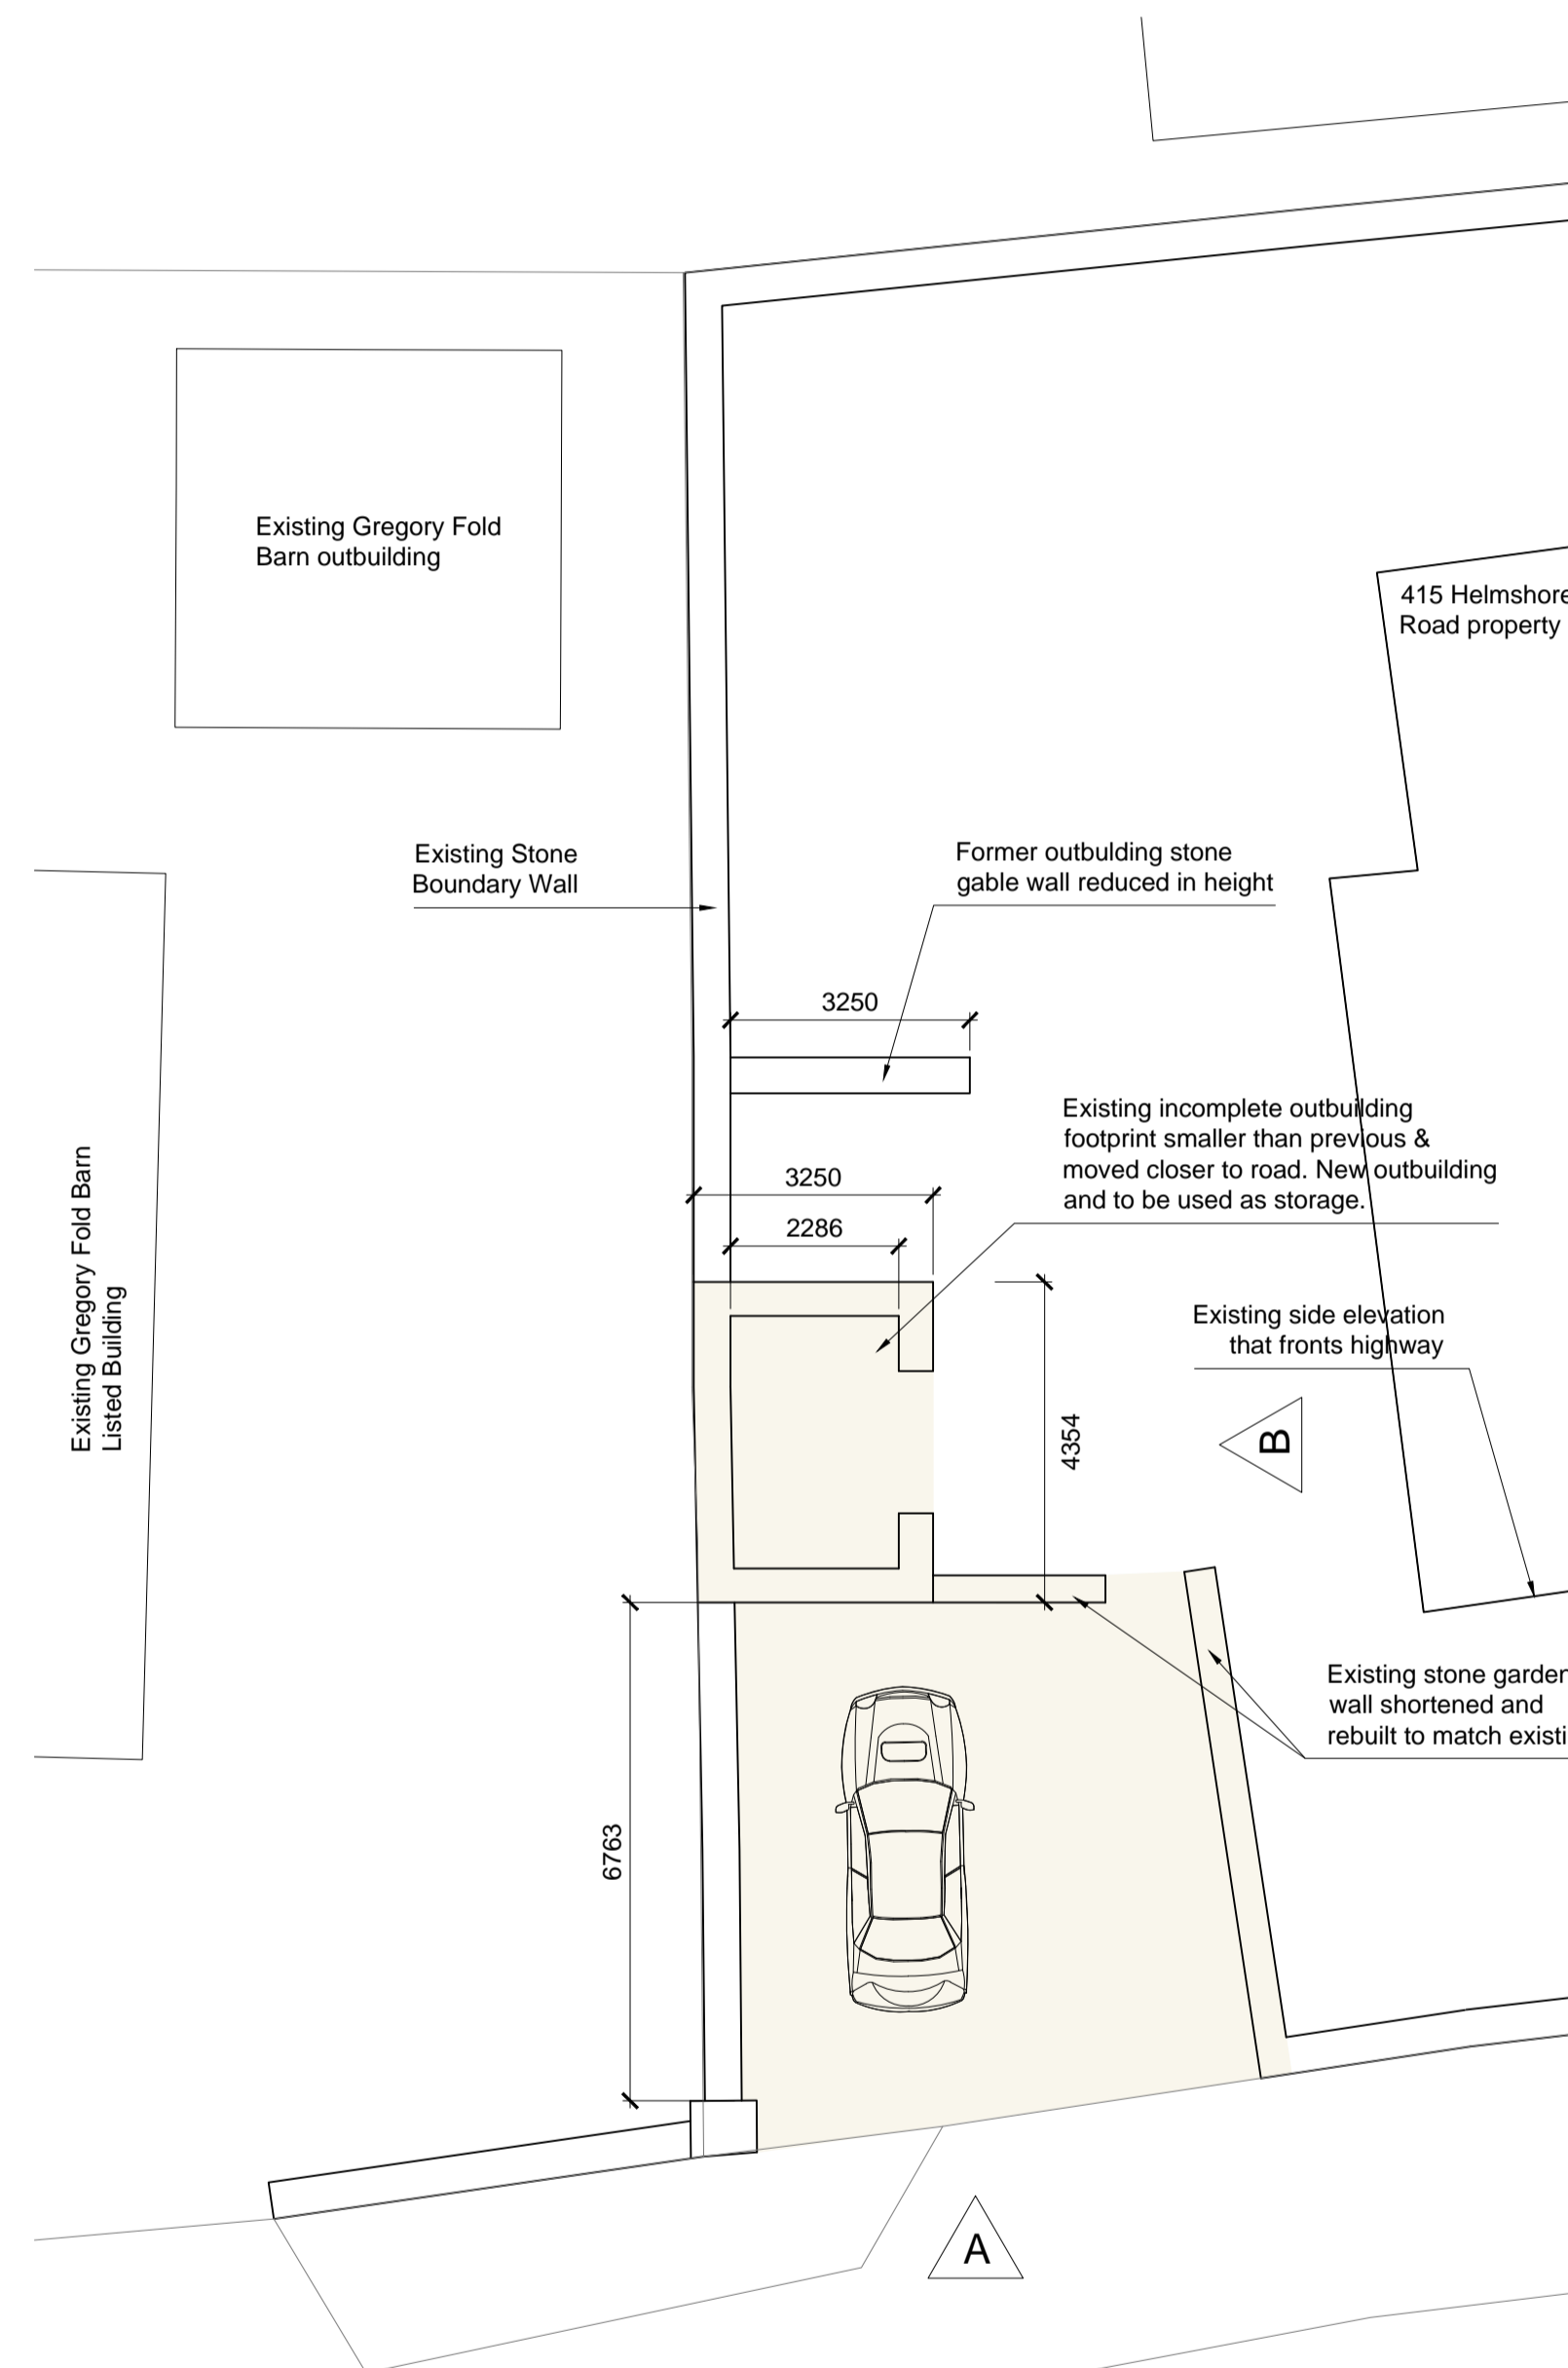 Existing Gregory Fold
Barn outbuilding
415 Helmshore
Road property
Existing Stone
Boundary Wall
Former outbulding stone
gable wall reduced in height
3250
Existing incomplete outbuilding
footprint smaller than previous &
moved closer to road. New outbuilding
and to be used as storage.
3250
2286
Existing Gregory Fold Barn
Listed Building
Existing side elevation
that fronts highway
4354
B
Existing stone garden
wall shortened and
rebuilt to match existi
6763
A